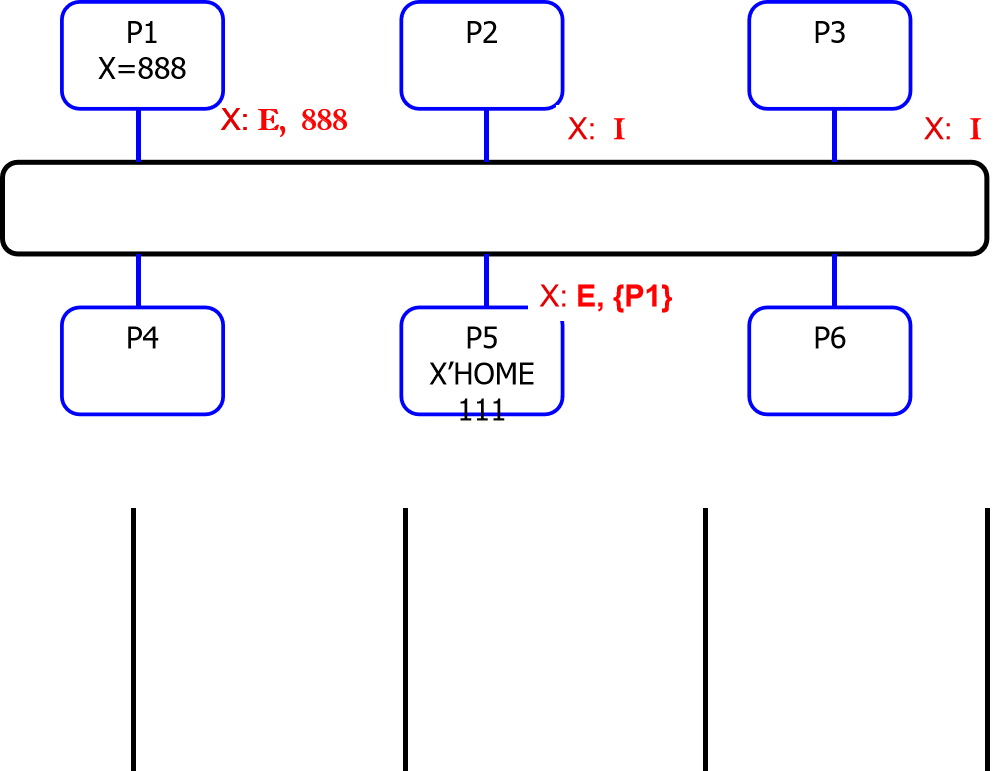 P1
X=888
X: E, 888
P2
X: I
P3
X: I
P4
X: E, {P1}
P5
X’HOME
111
P6